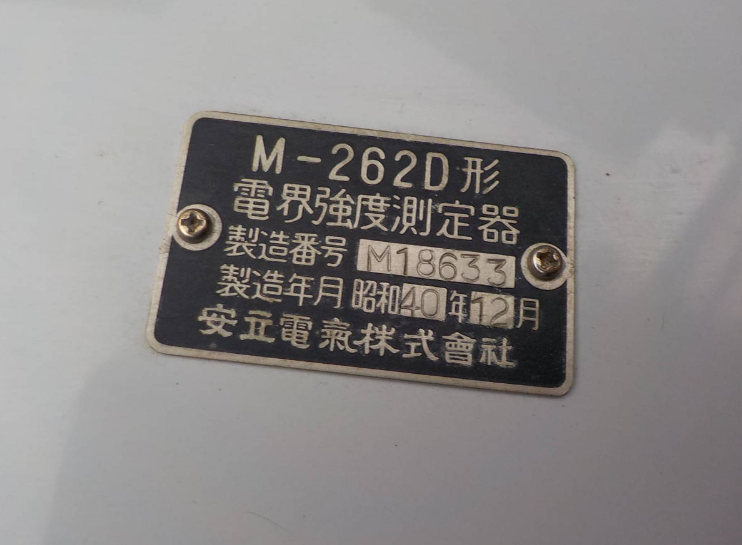 M-262D形
電界強度測定器
製造番号 M18633
製造年月 昭和40年12月
安立電氣株式會社